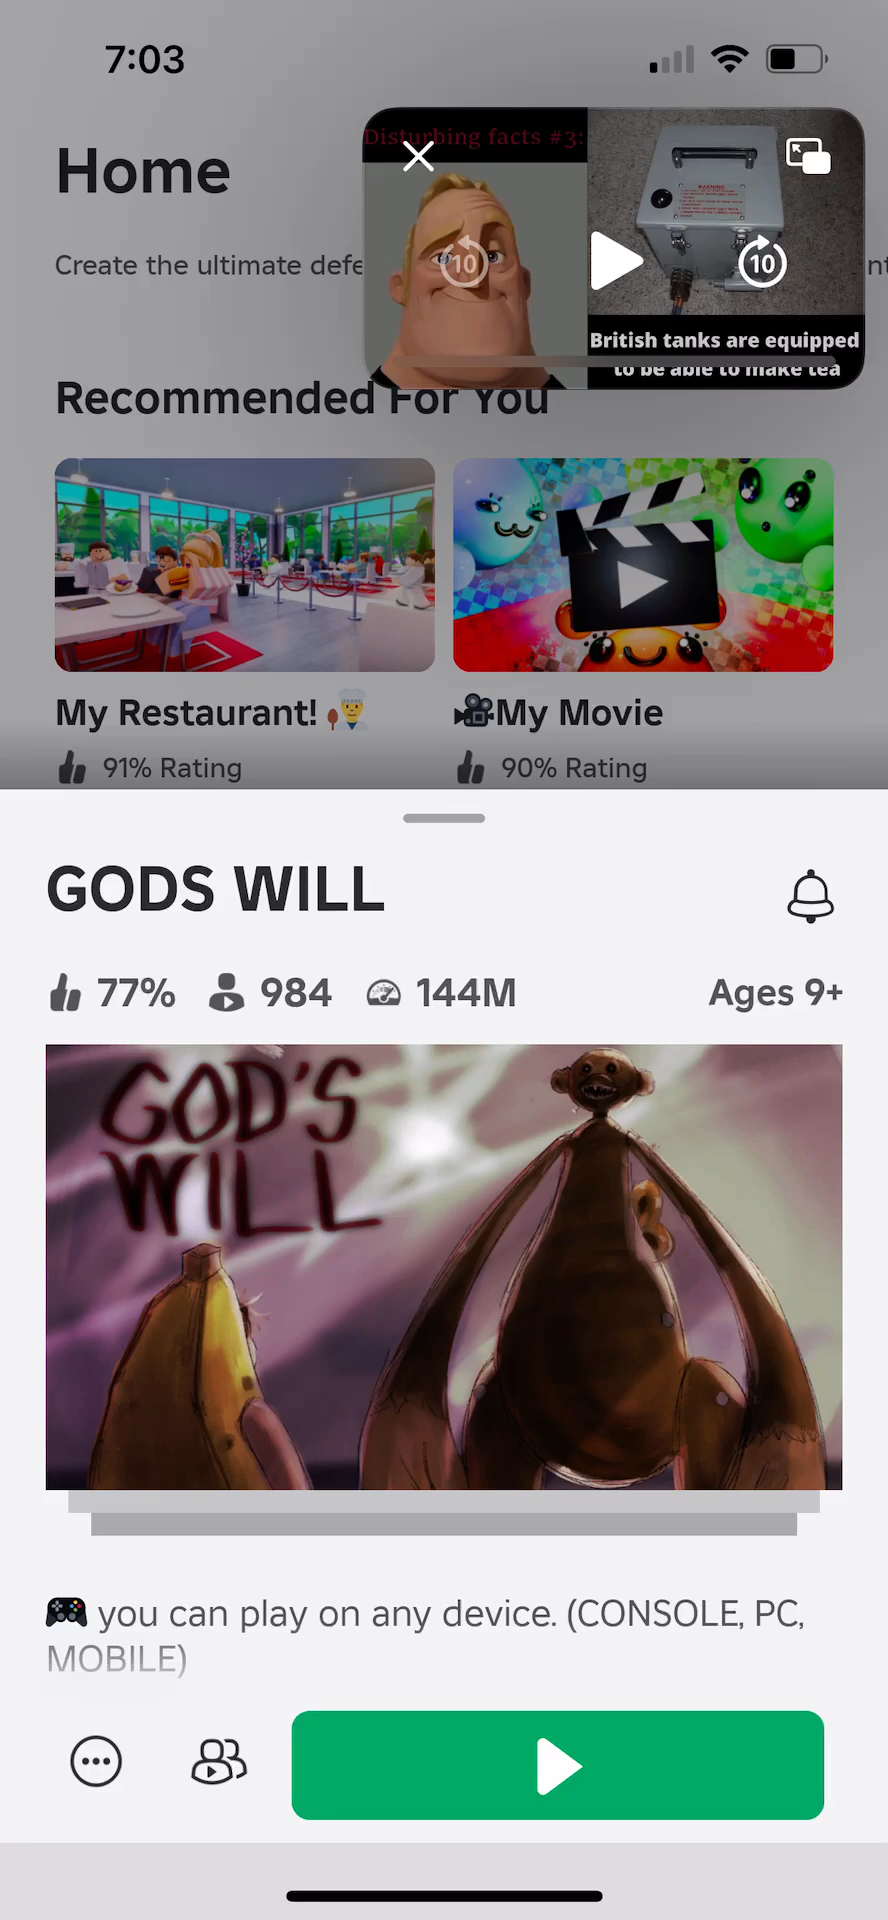 7:03
Home
Disturbing facts #3:
10
10
WARNING
British tanks are equipped
to be able to make tea
Create the ultimate defe
nt
Recommended For You
My Restaurant!
My Movie
91% Rating
90% Rating
GODS WILL
77%
984
144M
Ages 9+
GOD'S
WILL
you can play on any device. (CONSOLE, PC,
MOBILE)